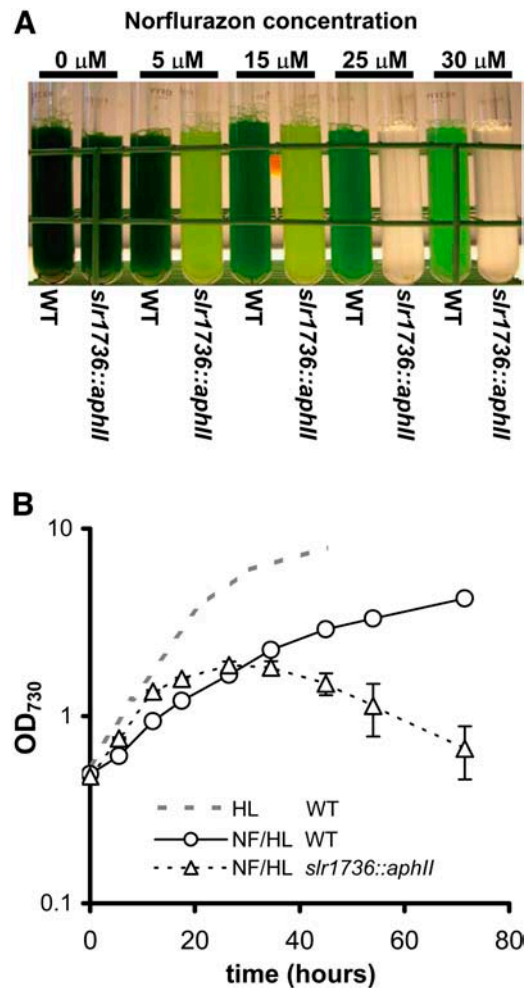 A
Norflurazon concentration
0 μM 5 μM 15 μM 25 μM 30 μM
WT slr1736::aphII WT slr1736::aphII WT slr1736::aphII WT slr1736::aphII WT slr1736::aphII
B
10
1
0.1
OD730
HL WT
NF/HL WT
NF/HL slr1736::aphII
0 20 40 60 80
time (hours)